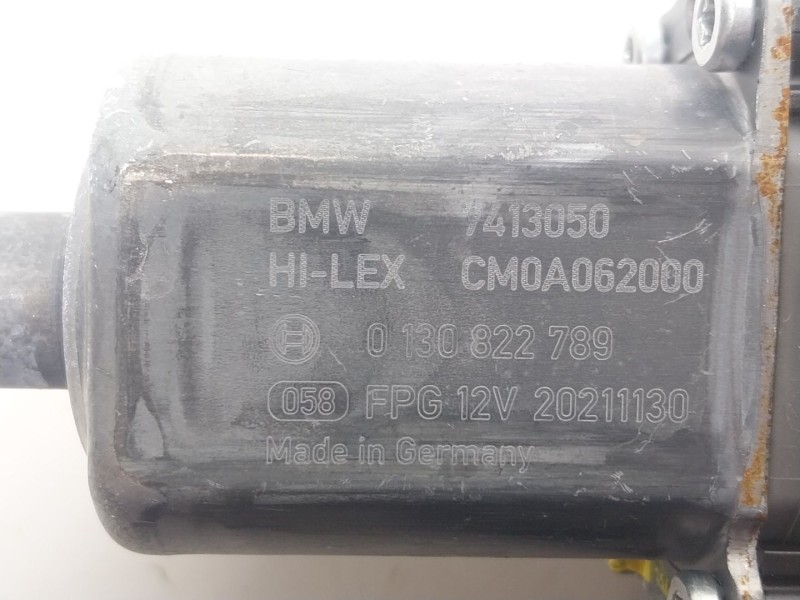 BMW 7413050
HI-LEX CM0A062000
0 130 822 789
058 FPG 12V 20211130
Made in Germany